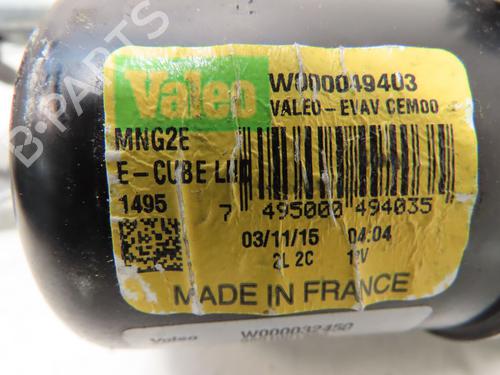 Valeo
W000049403
VALEO-EVAV CEM00
MNG2E
E-CUBE
1495
7 495000 494035
03/11/15 04:04
2L 2C 12V
MADE IN FRANCE
Valeo W000032450
B-PARTS